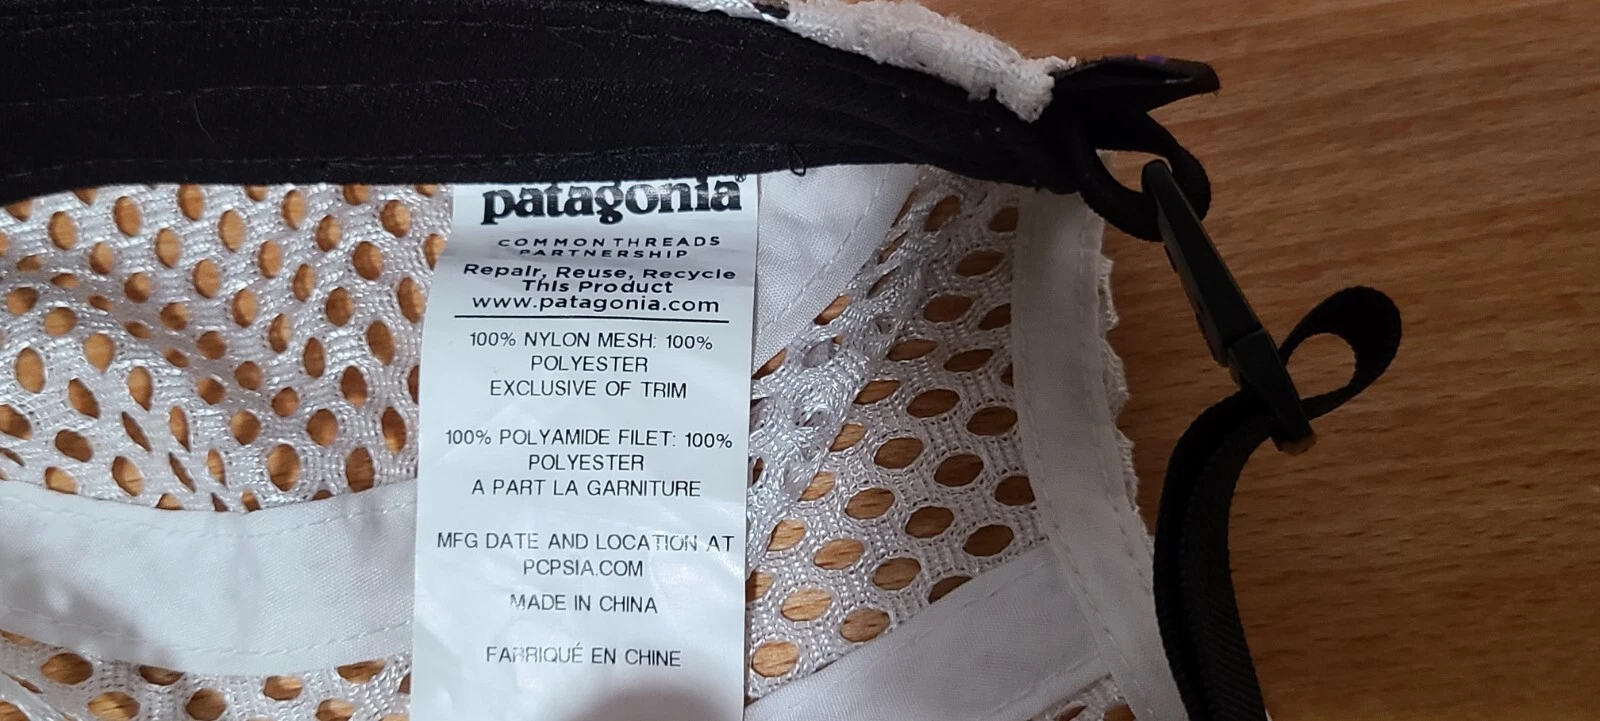 patagonia®
COMMON THREADS
PARTNERSHIP
Repair, Reuse, Recycle
This Product
www.patagonia.com
100% NYLON MESH: 100%
POLYESTER
EXCLUSIVE OF TRIM
100% POLYAMIDE FILET: 100%
POLYESTER
A PART LA GARNITURE
MFG DATE AND LOCATION AT
PCPSIA.COM
MADE IN CHINA
FABRIQUÉ EN CHINE